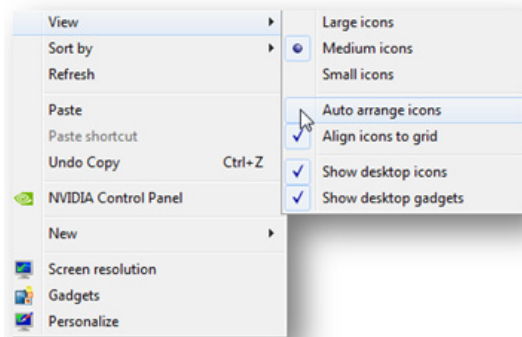 View
Sort by
Refresh
Paste
Paste shortcut
Undo Copy Ctrl+Z
NVIDIA Control Panel
New
Screen resolution
Gadgets
Personalize
Large icons
Medium icons
Small icons
Auto arrange icons
Align icons to grid
Show desktop icons
Show desktop gadgets